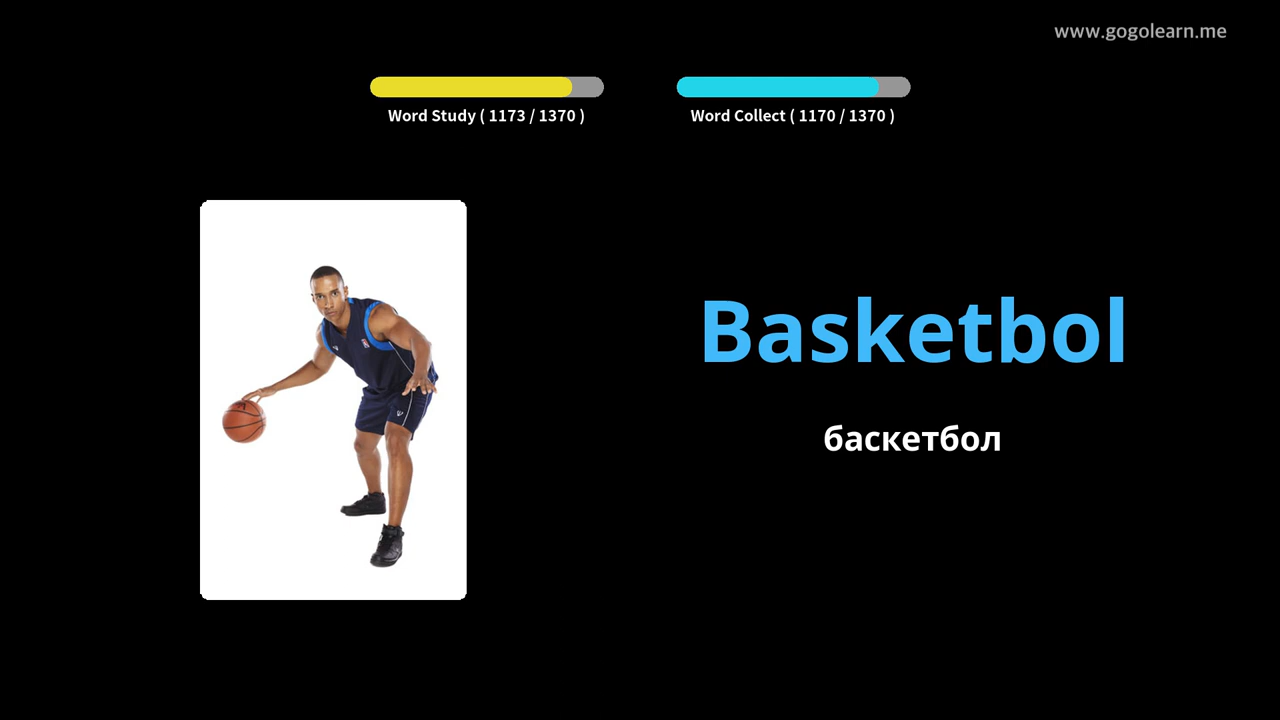 www.gogolearn.me
Word Study ( 1173 / 1370 )
Word Collect ( 1170 / 1370 )
Basketbol
баскетбол